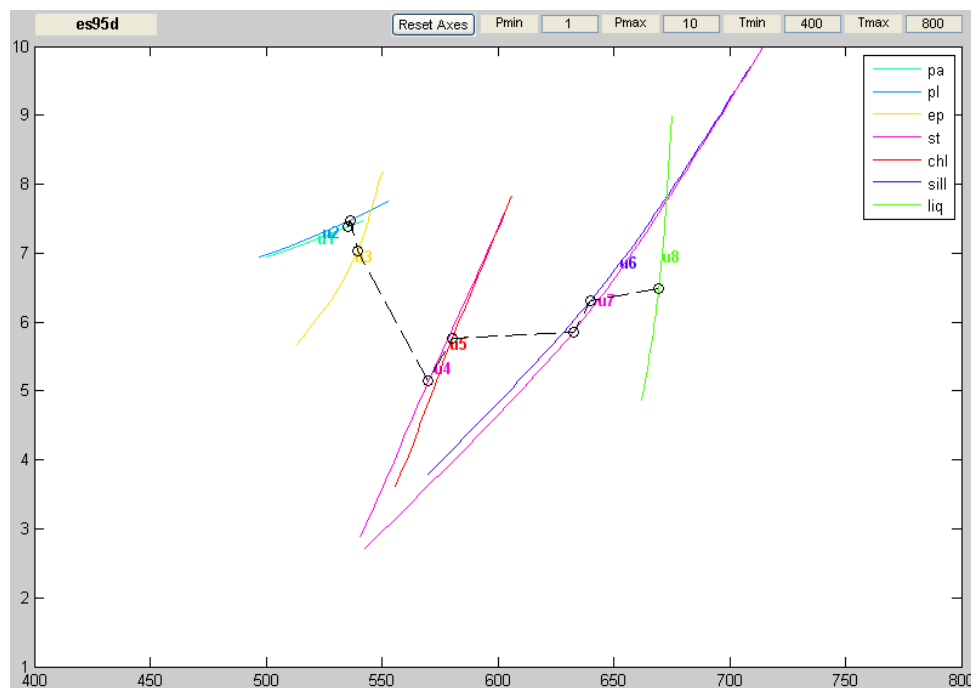 es95d Reset Axes Pmin 1 Pmax 10 Tmin 400 Tmax 800
10
9
8
7
6
5
4
3
2
1
400 450 500 550 600 650 700 750 800
pa
pl
ep
st
chl
sill
liq
u1
u2
u3
u4
u5
u6
u7
u8